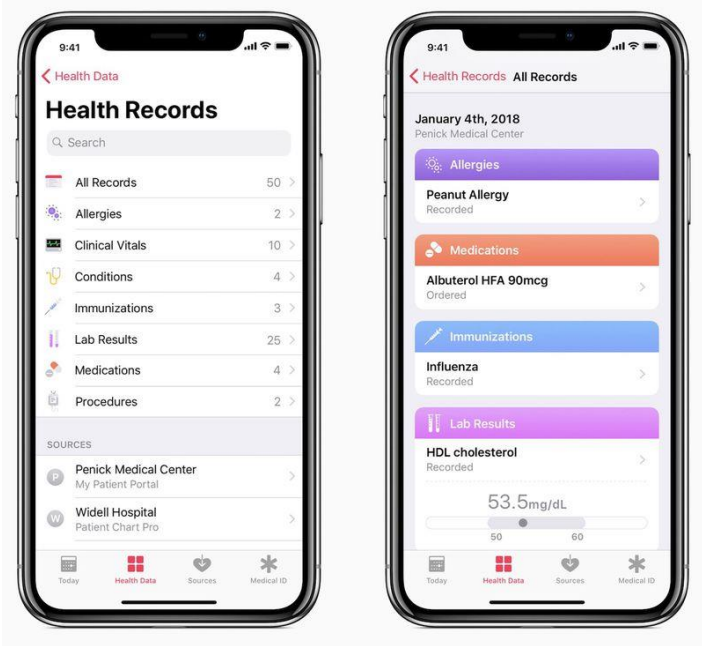 9:41
Health Data
Health Records
Search
All Records 50
Allergies 2
Clinical Vitals 10
Conditions 4
Immunizations 3
Lab Results 25
Medications 4
Procedures 2
SOURCES
P Penick Medical Center
My Patient Portal
W Widell Hospital
Patient Chart Pro
Today Health Data Sources Medical ID
9:41
Health Records All Records
January 4th, 2018
Penick Medical Center
Allergies
Peanut Allergy
Recorded
Medications
Albuterol HFA 90mcg
Ordered
Immunizations
Influenza
Recorded
Lab Results
HDL cholesterol
Recorded
53.5mg/dL
50 60
Today Health Data Sources Medical ID